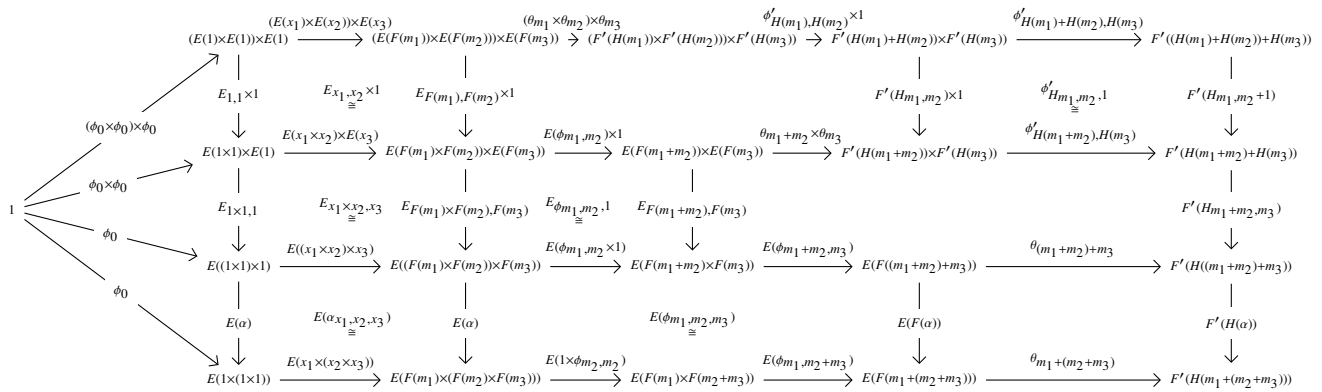 (E(x₁)×E(x₂))×E(x₃) (θ_{m₁}×θ_{m₂})×θ_{m₃} ϕ′_{H(m₁),H(m₂)}×1 ϕ′_{H(m₁)+H(m₂),H(m₃)}
(E(1)×E(1))×E(1) (E(F(m₁))×E(F(m₂)))×E(F(m₃)) (F′(H(m₁))×F′(H(m₂)))×F′(H(m₃)) F′(H(m₁)+H(m₂))×F′(H(m₃)) F′((H(m₁)+H(m₂))+H(m₃))
E_{1,1}×1 E_{x₁,x₂}×1 ≅ E_{F(m₁),F(m₂)}×1 F′(H_{m₁,m₂})×1 ϕ′_{H_{m₁,m₂},1} ≅ F′(H_{m₁,m₂}+1)
(ϕ₀×ϕ₀)×ϕ₀
E(x₁×x₂)×E(x₃) E(ϕ_{m₁,m₂})×1 θ_{m₁+m₂}×θ_{m₃} ϕ′_{H(m₁+m₂),H(m₃)}
E(1×1)×E(1) E(F(m₁)×F(m₂))×E(F(m₃)) E(F(m₁+m₂))×E(F(m₃)) F′(H(m₁+m₂))×F′(H(m₃)) F′(H(m₁+m₂)+H(m₃))
ϕ₀×ϕ₀
1 E_{1×1,1} E_{x₁×x₂,x₃} ≅ E_{F(m₁)×F(m₂),F(m₃)} E_{ϕ_{m₁,m₂},1} ≅ E_{F(m₁+m₂),F(m₃)} F′(H_{m₁+m₂,m₃})
ϕ₀
E((x₁×x₂)×x₃) E(ϕ_{m₁,m₂}×1) E(ϕ_{m₁+m₂,m₃}) θ_{(m₁+m₂)+m₃}
E((1×1)×1) E((F(m₁)×F(m₂))×F(m₃)) E(F(m₁+m₂)×F(m₃)) E(F((m₁+m₂)+m₃)) F′(H((m₁+m₂)+m₃))
ϕ₀
E(α) E(α_{x₁,x₂,x₃}) ≅ E(α) E(ϕ_{m₁,m₂,m₃}) ≅ E(F(α)) F′(H(α))
E(x₁×(x₂×x₃)) E(1×ϕ_{m₂,m₂}) E(ϕ_{m₁,m₂+m₃}) θ_{m₁+(m₂+m₃)}
E(1×(1×1)) E(F(m₁)×(F(m₂)×F(m₃))) E(F(m₁)×F(m₂+m₃)) E(F(m₁+(m₂+m₃))) F′(H(m₁+(m₂+m₃)))